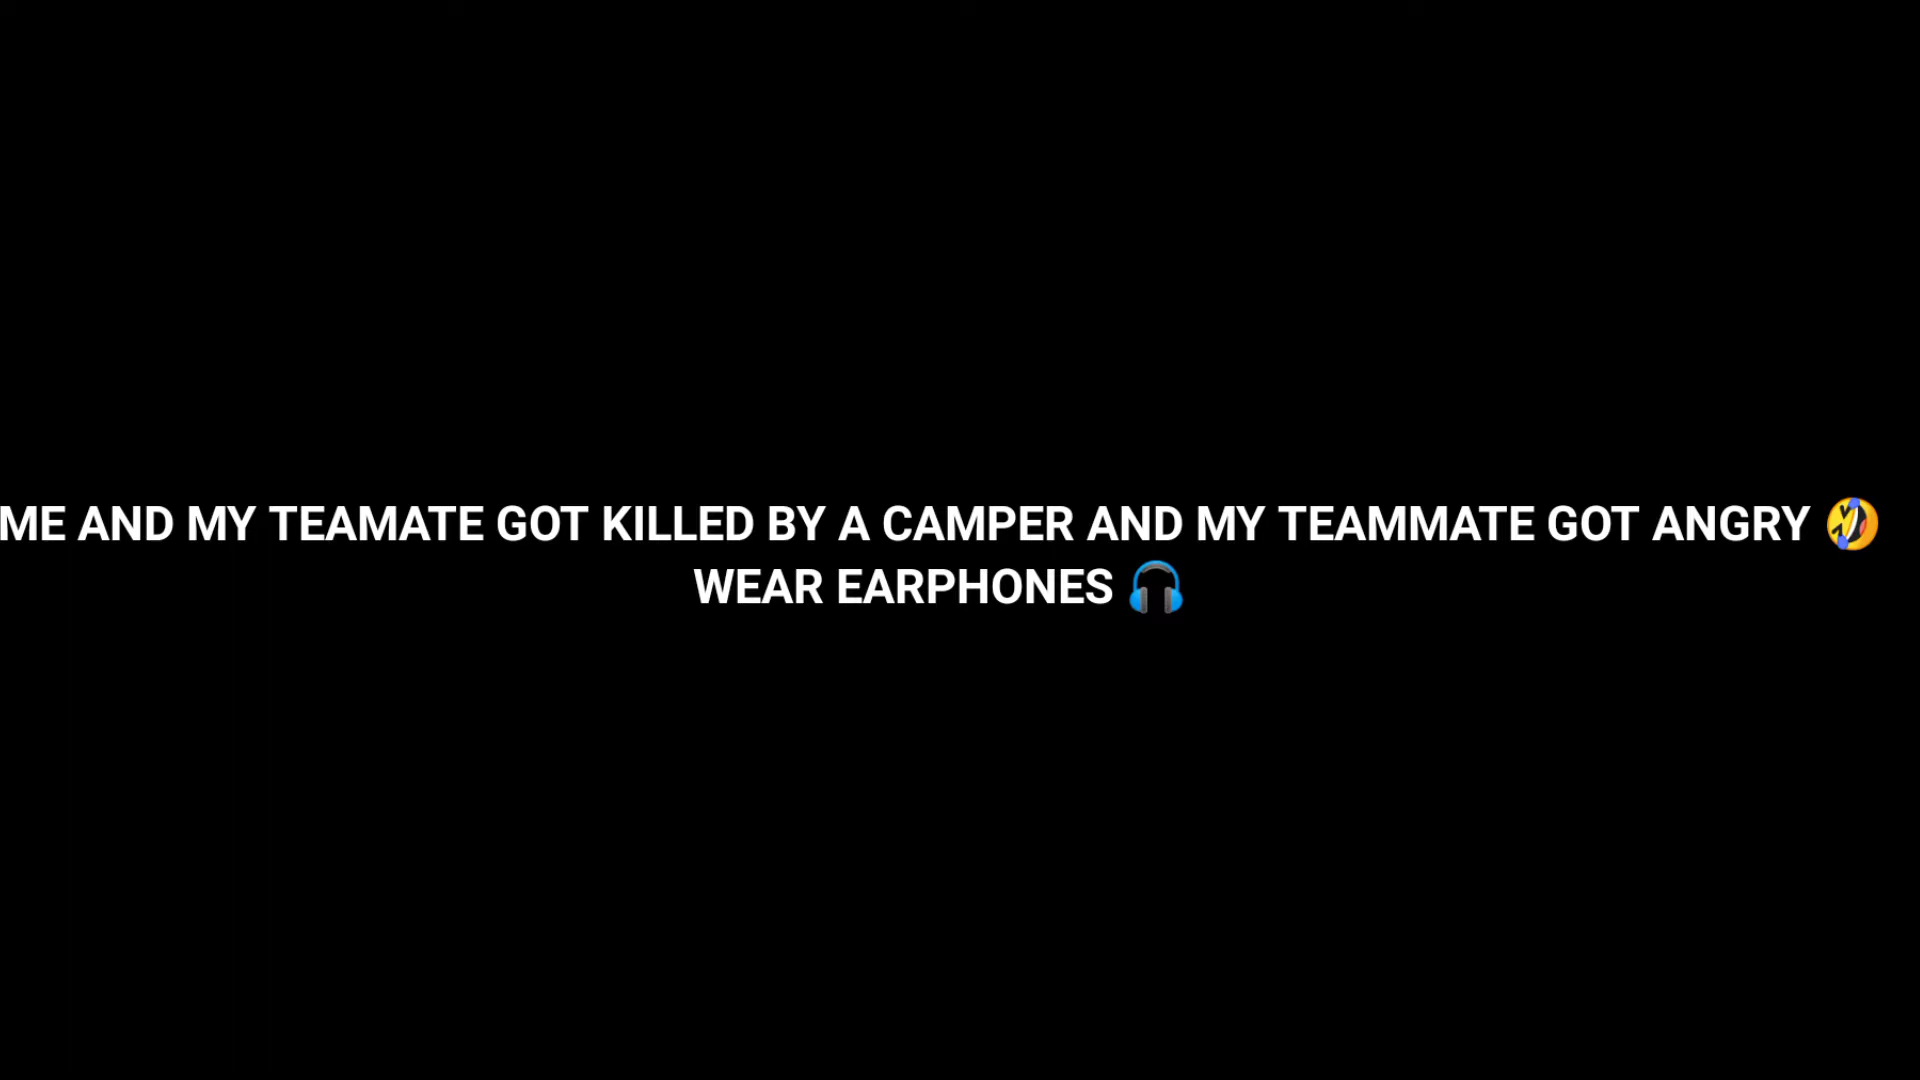 ME AND MY TEAMATE GOT KILLED BY A CAMPER AND MY TEAMMATE GOT ANGRY 🤣
WEAR EARPHONES 🎧